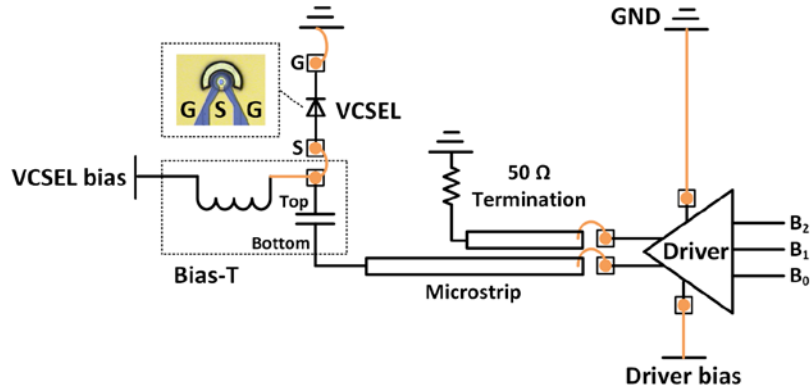 GND
G
VCSEL
G S G
S
50 Ω
Termination
VCSEL bias
Top
Bottom
Bias-T
Microstrip
Driver
B₂
B₁
B₀
Driver bias